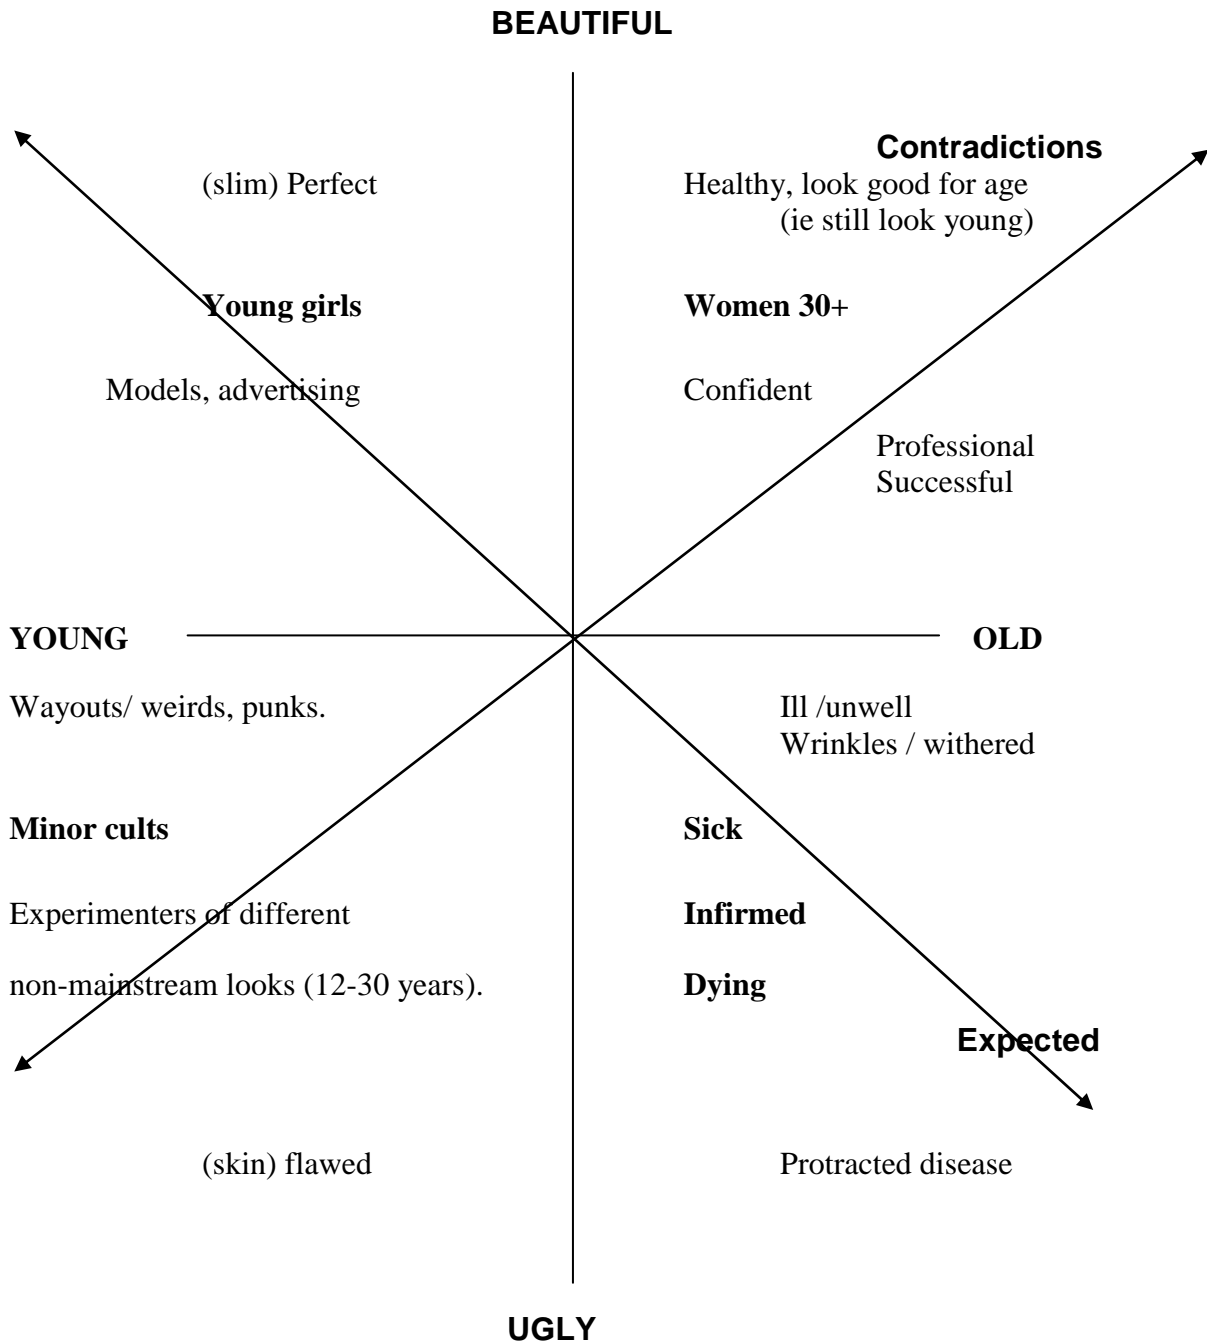 BEAUTIFUL
Contradictions
(slim) Perfect
Healthy, look good for age
(ie still look young)
Young girls
Women 30+
Models, advertising
Confident
Professional
Successful
YOUNG
OLD
Wayouts/ weirds, punks.
Ill /unwell
Wrinkles / withered
Minor cults
Sick
Experimenters of different
Infirmed
non-mainstream looks (12-30 years).
Dying
Expected
(skin) flawed
Protracted disease
UGLY